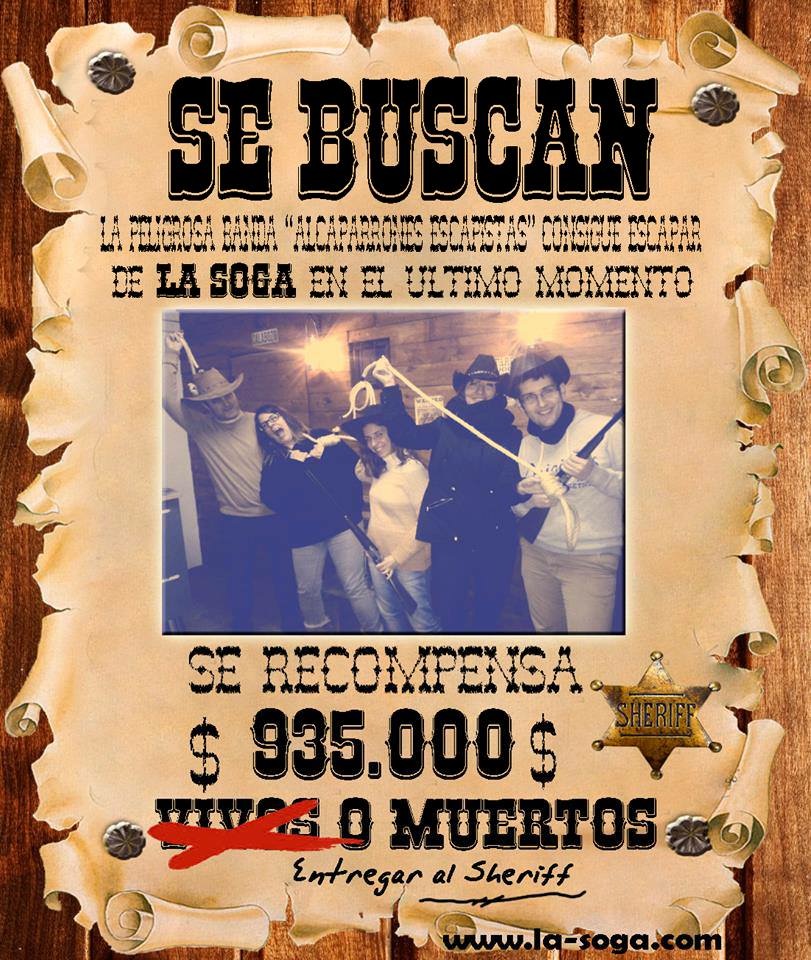 SE BUSCAN
LA PELIGROSA BANDA "ALCAPARRONES ESCAPISTAS" CONSIGUE ESCAPAR
DE LA SOGA EN EL ULTIMO MOMENTO
SE RECOMPENSA
SHERIFF
$ 935.000 $
VIVOS O MUERTOS
Entregar al Sheriff
www.la-soga.com